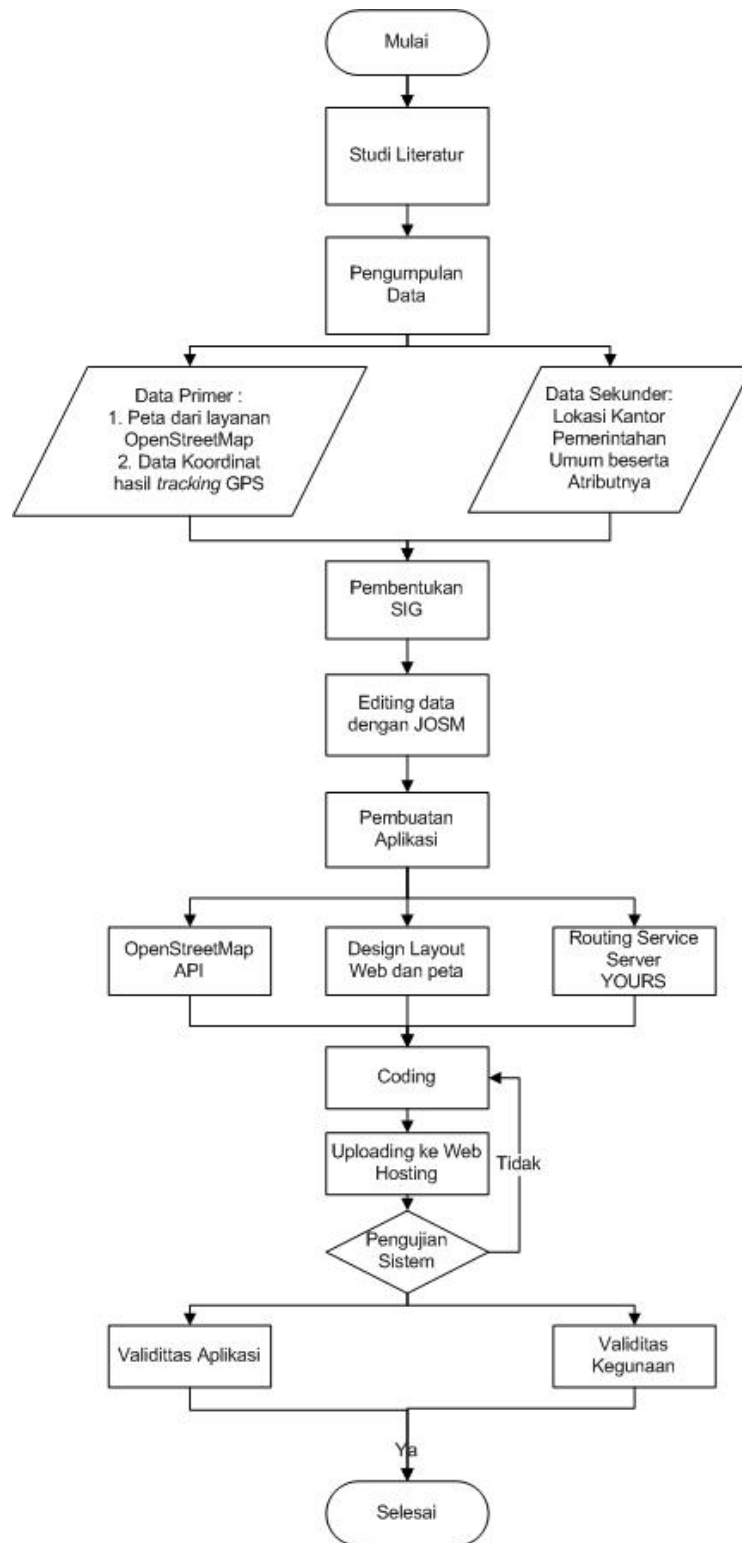 Mulai
Studi Literatur
Pengumpulan
Data
Data Primer :
1. Peta dari layanan
OpenStreetMap
2. Data Koordinat
hasil tracking GPS
Data Sekunder:
Lokasi Kantor
Pemerintahan
Umum beserta
Atributnya
Pembentukan
SIG
Editing data
dengan JOSM
Pembuatan
Aplikasi
OpenStreetMap
API
Design Layout
Web dan peta
Routing Service
Server
YOURS
Coding
Uploading ke Web
Hosting
Tidak
Pengujian
Sistem
Validittas Aplikasi
Validitas
Kegunaan
Ya
Selesai